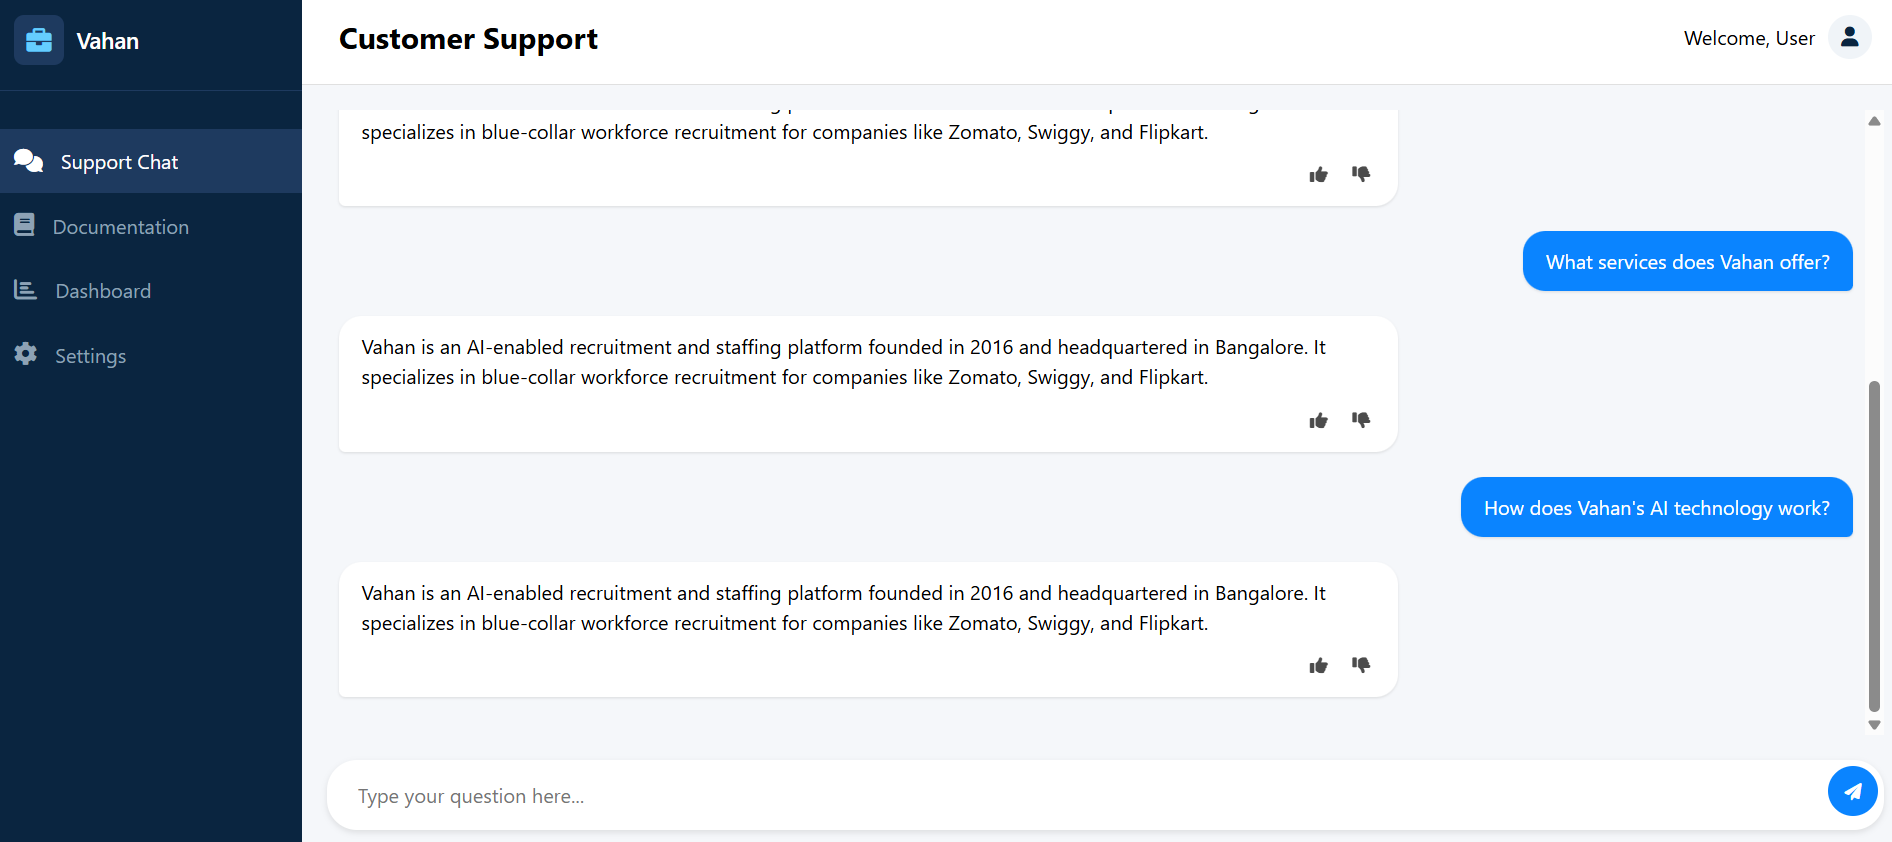 Vahan
Customer Support
Welcome, User
Support Chat
Documentation
Dashboard
Settings
specializes in blue-collar workforce recruitment for companies like Zomato, Swiggy, and Flipkart.
What services does Vahan offer?
Vahan is an AI-enabled recruitment and staffing platform founded in 2016 and headquartered in Bangalore. It
specializes in blue-collar workforce recruitment for companies like Zomato, Swiggy, and Flipkart.
How does Vahan's AI technology work?
Vahan is an AI-enabled recruitment and staffing platform founded in 2016 and headquartered in Bangalore. It
specializes in blue-collar workforce recruitment for companies like Zomato, Swiggy, and Flipkart.
Type your question here...